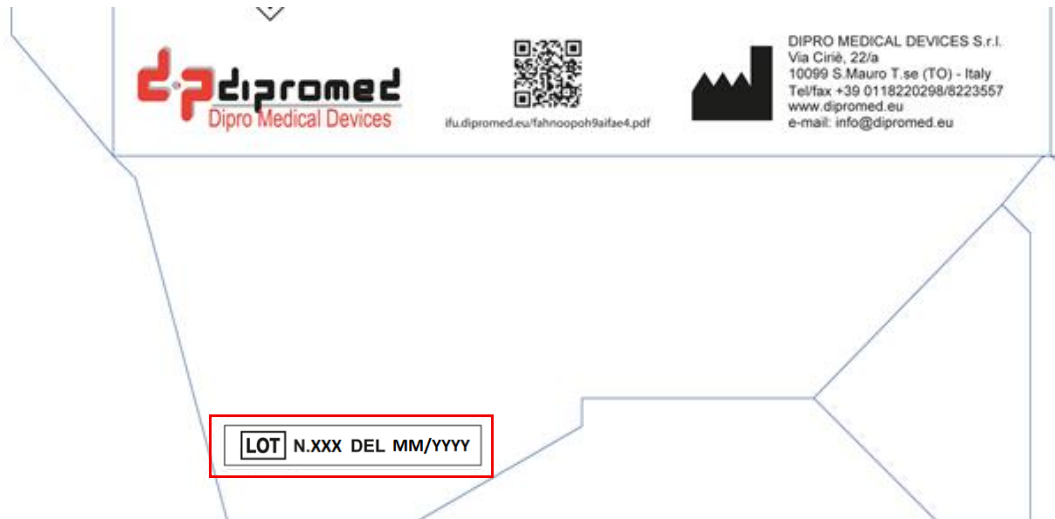 dipromed
Dipro Medical Devices
ifu.dipromed.eu/fahnoopoh9aifae4.pdf
DIPRO MEDICAL DEVICES S.r.l.
Via Ciriè, 22/a
10099 S.Mauro T.se (TO) - Italy
Tel/fax +39 0118220298/8223557
www.dipromed.eu
e-mail: info@dipromed.eu
LOT N.XXX DEL MM/YYYY